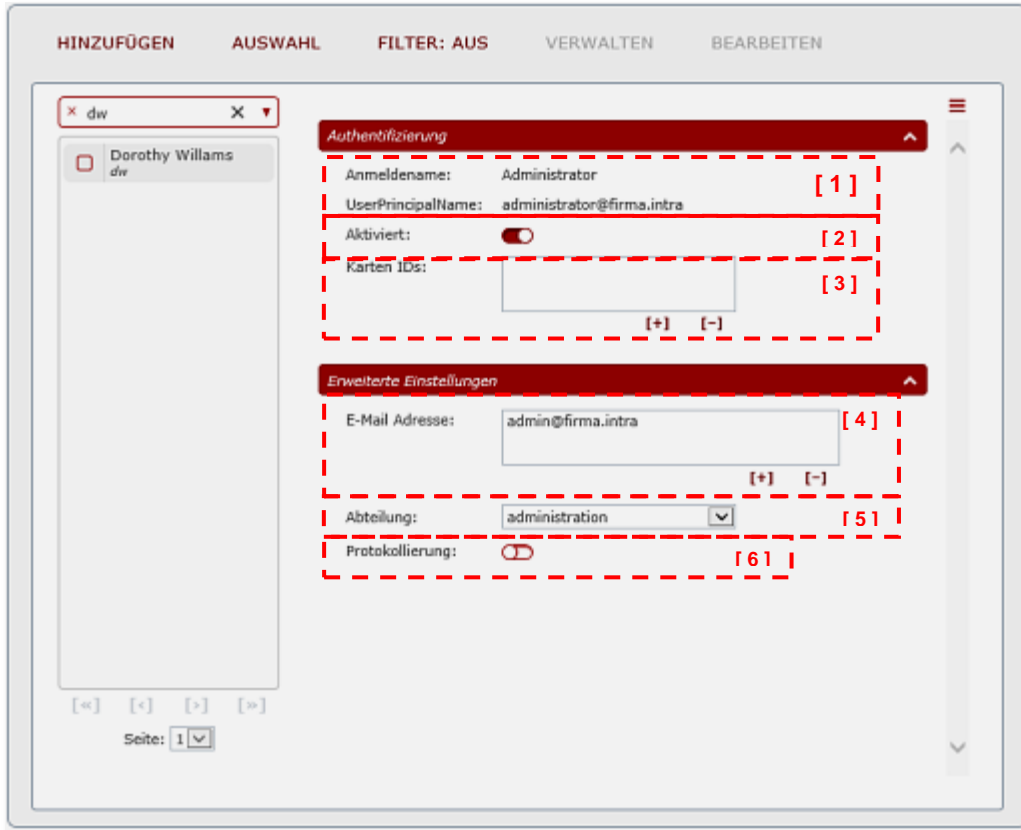 HINZUFÜGEN AUSWAHL FILTER: AUS VERWALTEN BEARBEITEN
× dw X ▼
Dorothy Willams
dw
[«] [<] [>] [»]
Seite: 1
Authentifizierung
Anmeldename: Administrator [ 1 ]
UserPrincipalName: administrator@firma.intra
Aktiviert: [ 2 ]
Karten IDs: [ 3 ]
[+] [-]
Erweiterte Einstellungen
E-Mail Adresse: admin@firma.intra [ 4 ]
[+] [-]
Abteilung: administration [ 5 ]
Protokollierung: [ 6 ]